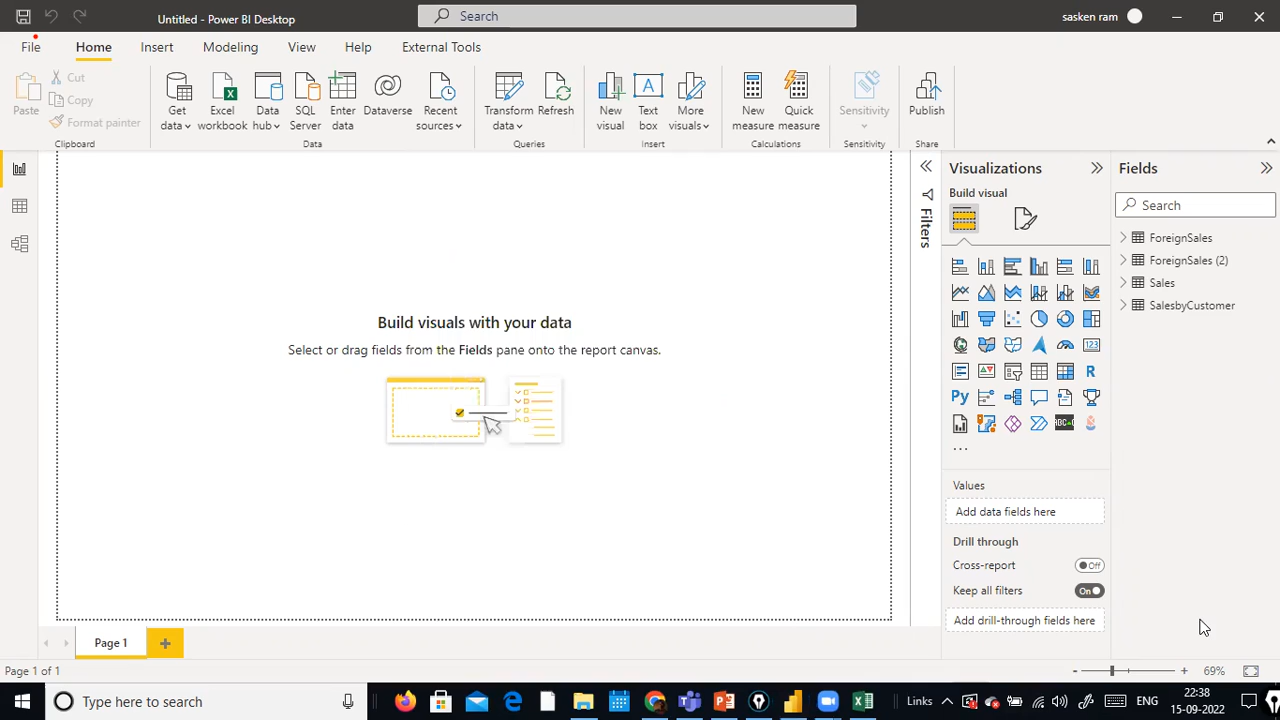 Untitled - Power BI Desktop
Search
sasken ram
File
Home
Insert
Modeling
View
Help
External Tools
Paste
Cut
Copy
Format painter
Get data
Excel workbook
Data hub
SQL Server
Enter data
Dataverse
Recent sources
Transform data
Refresh
New visual
Text box
More visuals
New measure
Quick measure
Sensitivity
Publish
Clipboard
Data
Queries
Insert
Calculations
Sensitivity
Share
Build visuals with your data
Select or drag fields from the Fields pane onto the report canvas.
Filters
Visualizations
Build visual
123
R
Py
ABC
...
Values
Add data fields here
Drill through
Cross-report
Off
Keep all filters
On
Add drill-through fields here
Fields
Search
ForeignSales
ForeignSales (2)
Sales
SalesbyCustomer
Page 1
Page 1 of 1
- + 69%
Type here to search
Links
ENG
22:38
15-09-2022